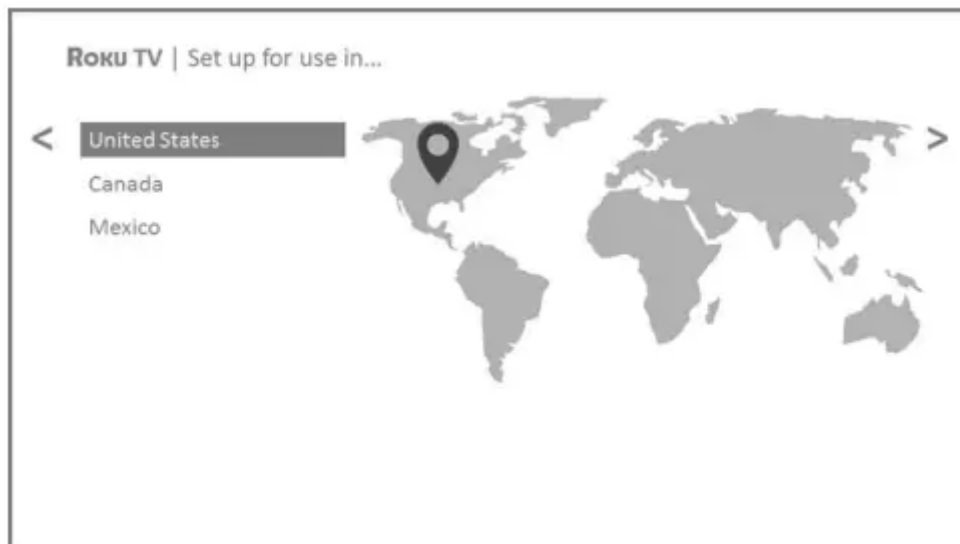 Roku TV | Set up for use in...
< United States >
Canada
Mexico